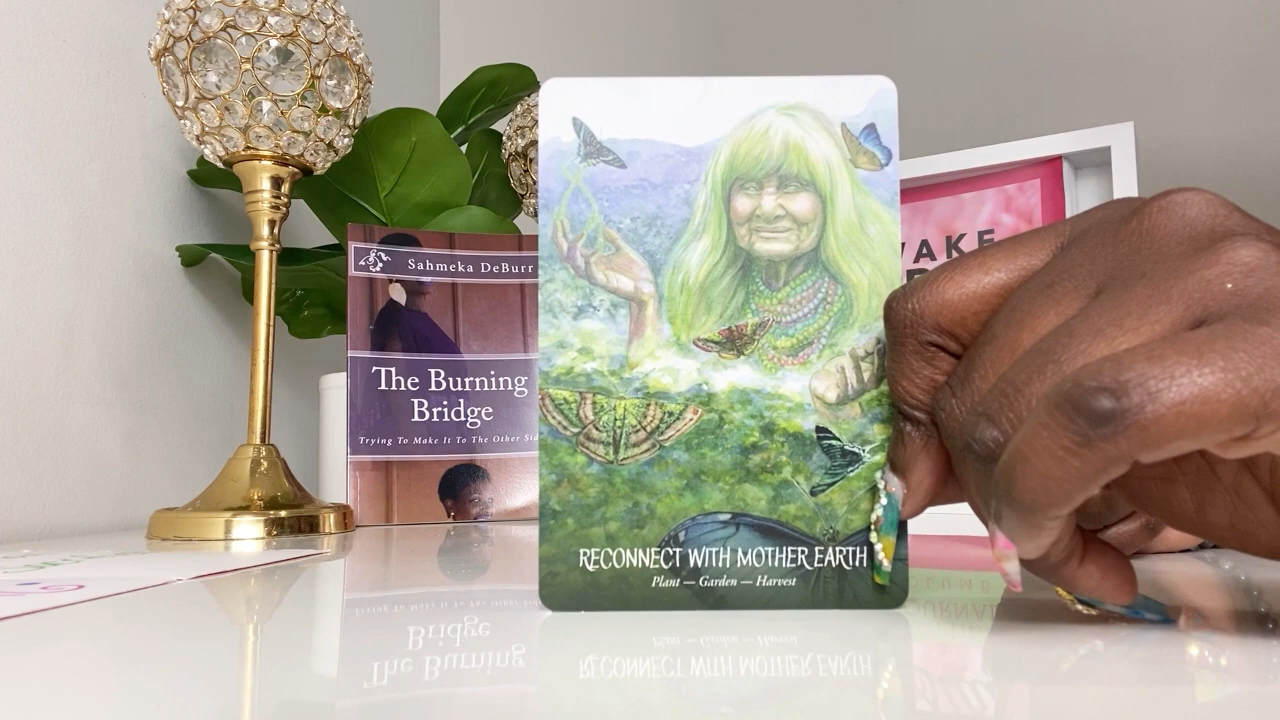 Sahmeka DeBurr
The Burning
Bridge
Trying To Make It To The Other Sid
RECONNECT WITH MOTHER EARTH
Plant — Garden — Harvest
WAKE